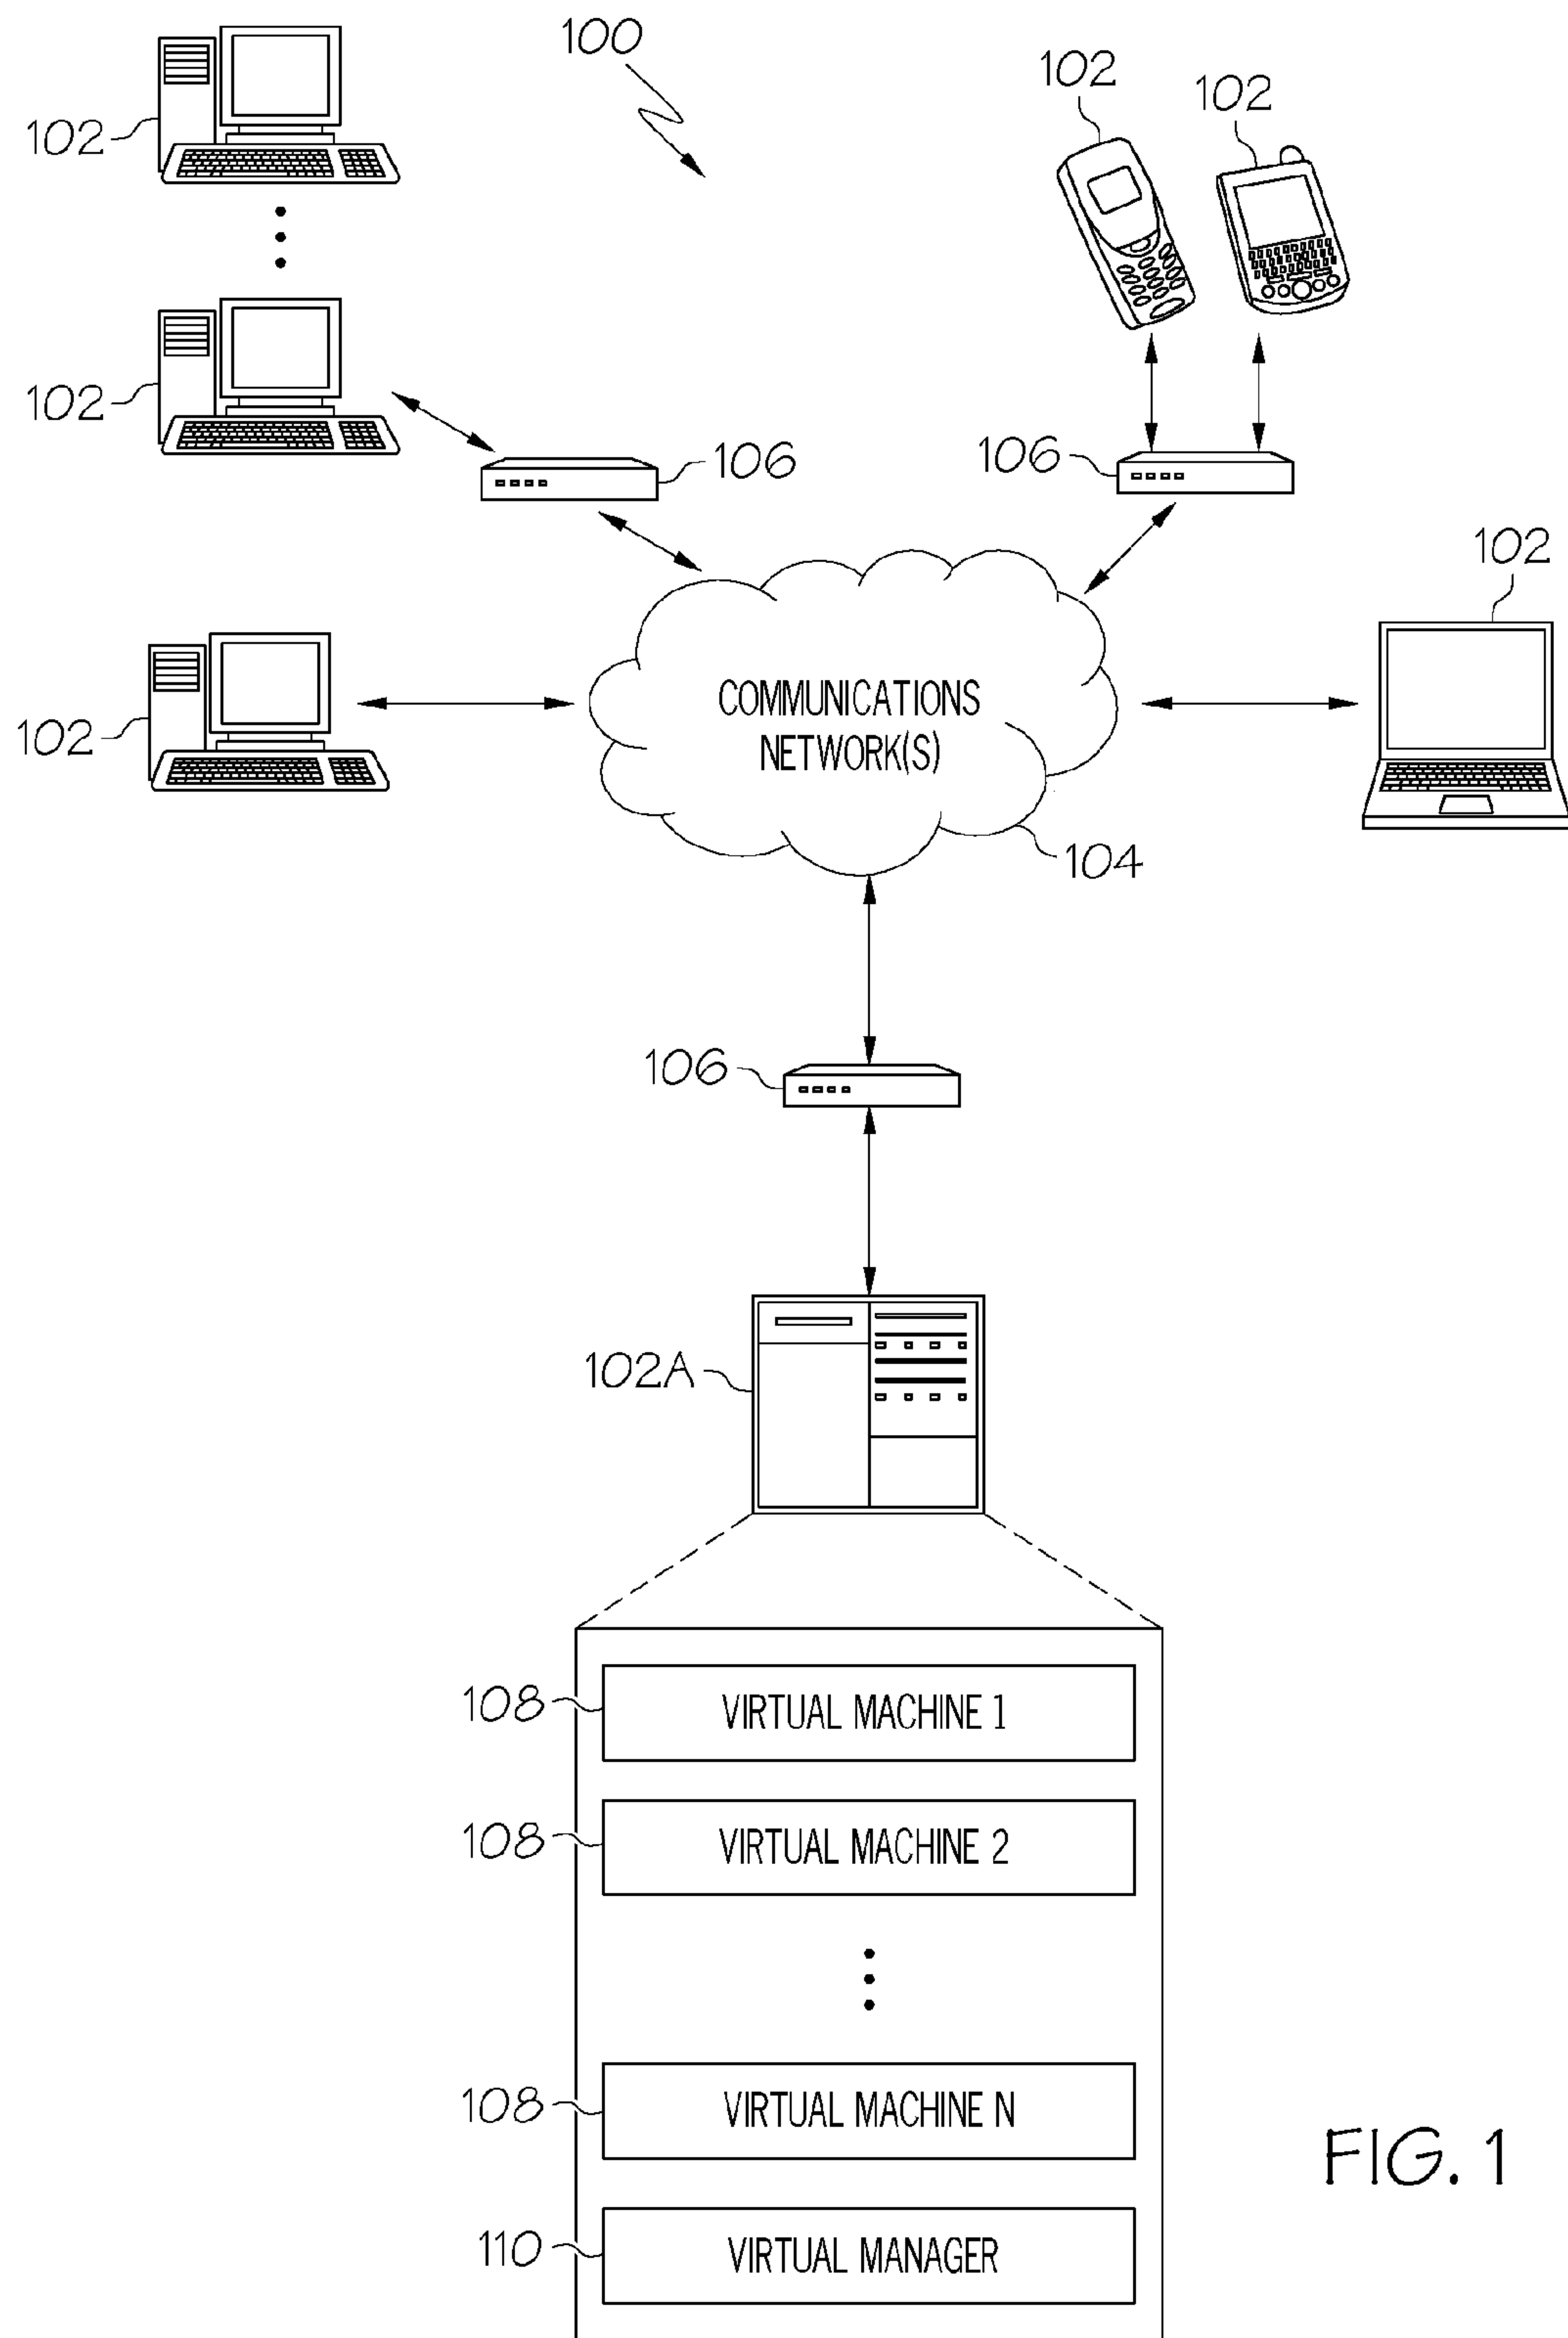 100
102
102
102
102
106
106
102
102
COMMUNICATIONS
NETWORK(S)
104
106
102A
108
VIRTUAL MACHINE 1
108
VIRTUAL MACHINE 2
108
VIRTUAL MACHINE N
110
VIRTUAL MANAGER
FIG. 1